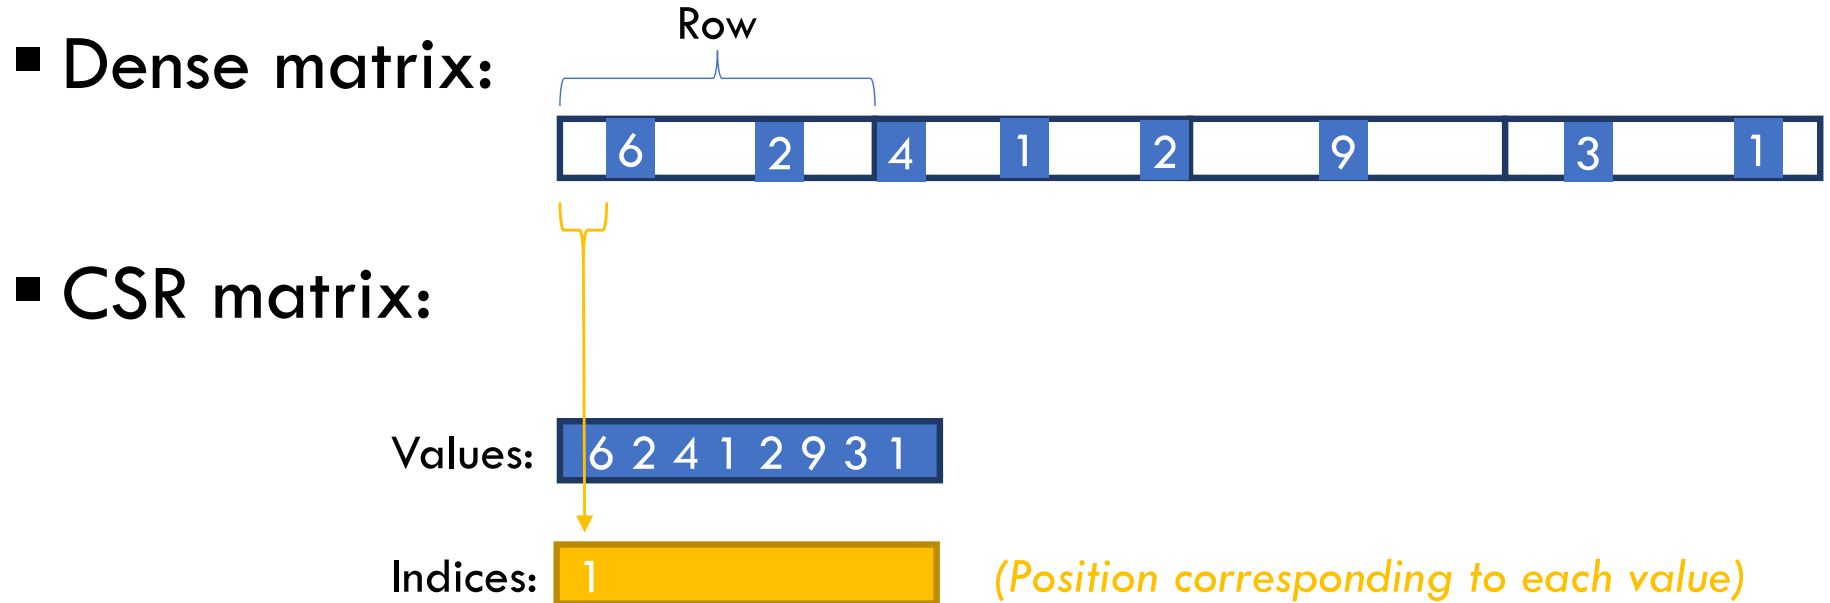 Row
▪ Dense matrix:
6 2 4 1 2 9 3 1
▪ CSR matrix:
Values: 6 2 4 1 2 9 3 1
Indices: 1 (Position corresponding to each value)